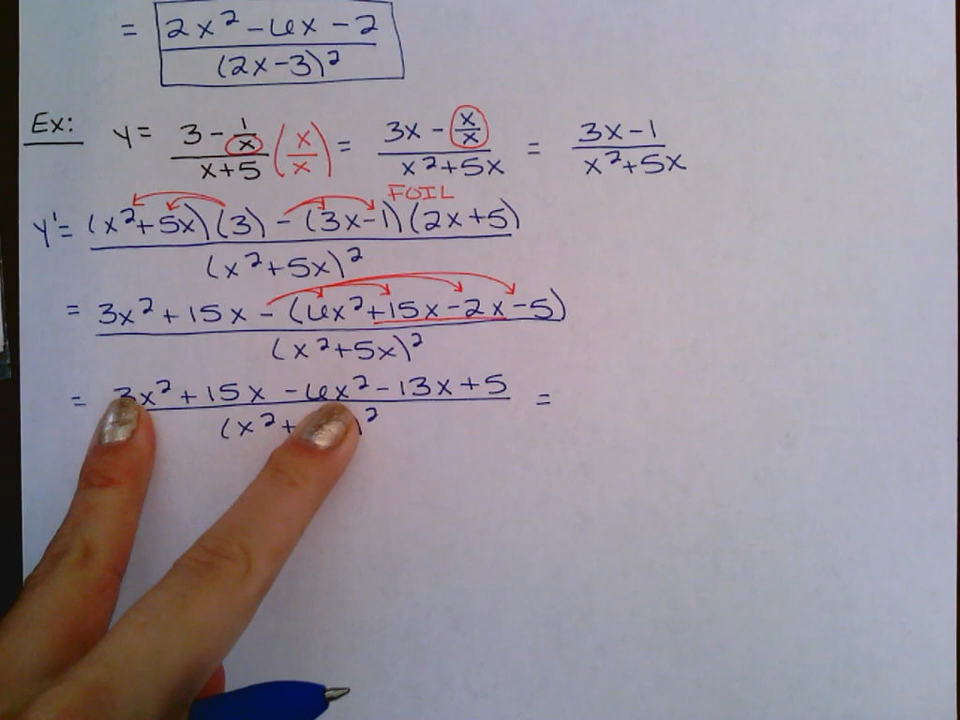 = 2x² - 6x - 2 / (2x-3)²
Ex: y = 3 - 1/x / x+5 (x/x) = 3x - x/x / x²+5x = 3x-1 / x²+5x
FOIL
y' = (x²+5x)(3) - (3x-1)(2x+5) / (x²+5x)²
= 3x² + 15x - (6x²+15x-2x-5) / (x²+5x)²
= 3x² + 15x - 6x² - 13x + 5 / (x²+ )² =